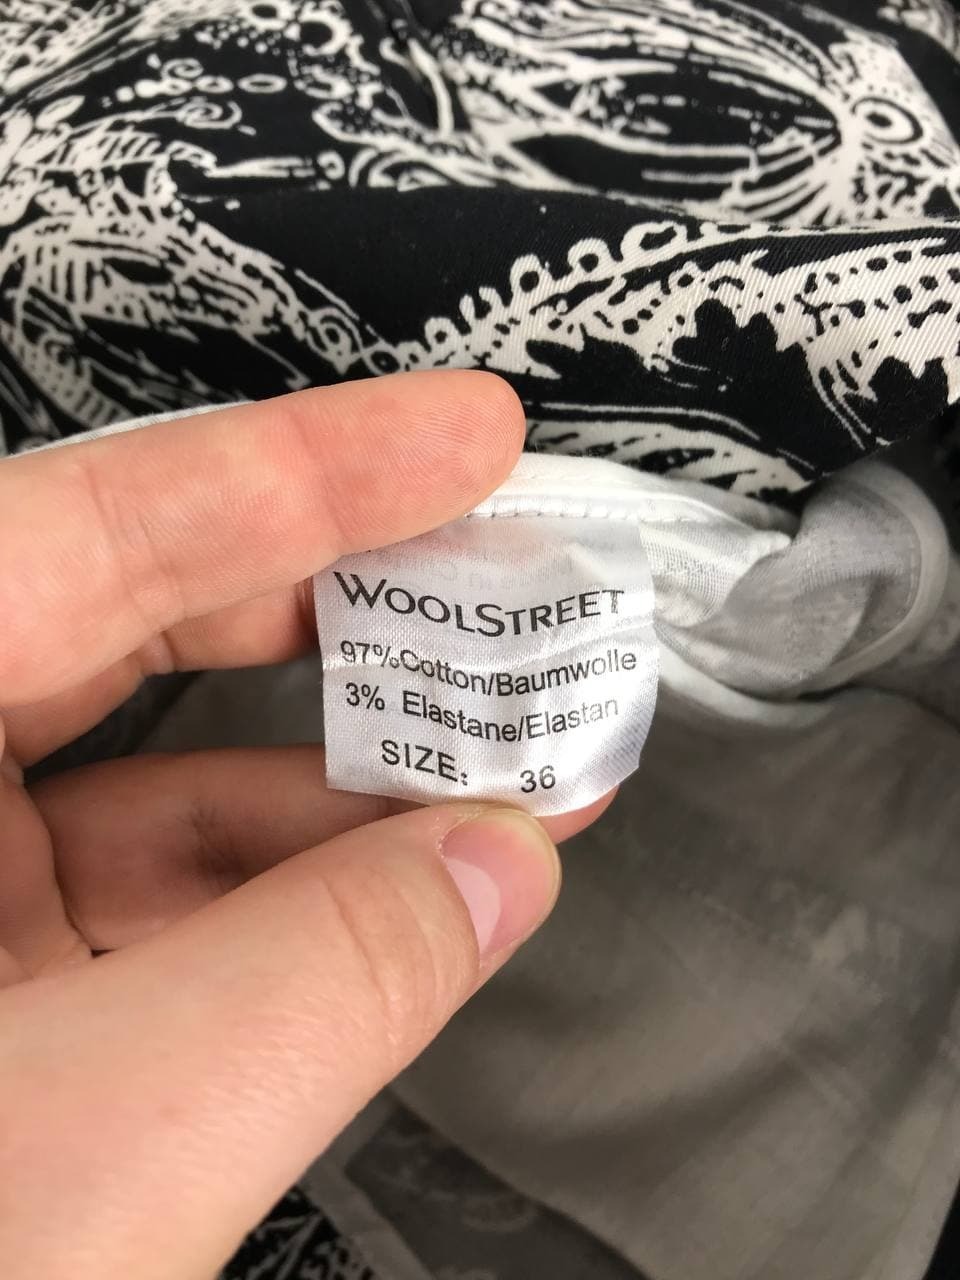 WOOLSTREET
97%Cotton/Baumwolle
3% Elastane/Elastan
SIZE: 36